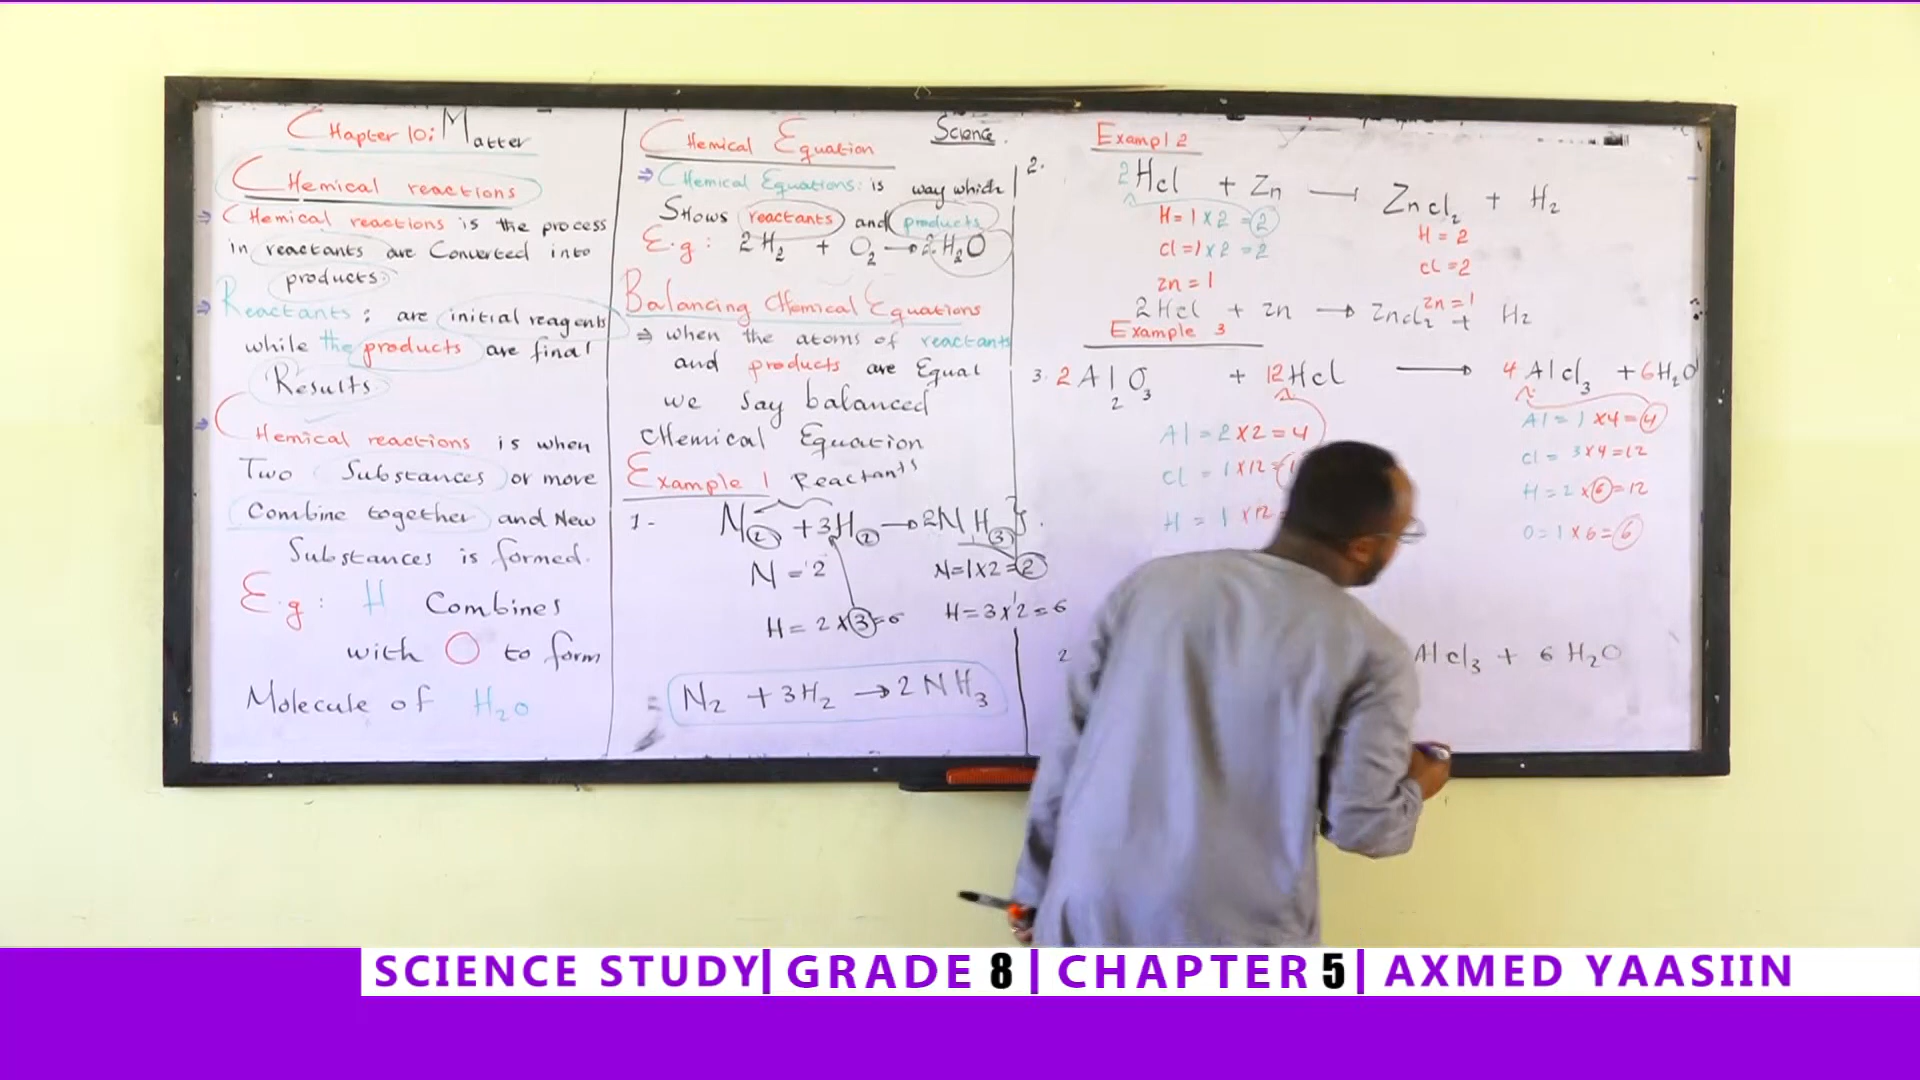 Chapter 10: Matter
Chemical reactions
⇒ Chemical reactions is the process
in reactants are Converted into
products.
⇒ Reactants: are initial reagents
while the products are final
Results
⇒ Chemical reactions is when
Two Substances or more
Combine together and New
Substances is formed.
E.g: H Combines
with O to form
Molecule of H₂O
Chemical Equation
Science.
⇒ Chemical Equations: is way which
Shows reactants and products
E.g: 2H₂ + O₂ → 2H₂O
Balancing Chemical Equations
⇒ when the atoms of reactants
and products are Equal
we say balanced
Chemical Equation
Example 1 Reactants
1- N₂ + 3H₂ → 2NH₃
N = 2 N=1x2=2
H= 2x3=6 H=3x2=6
N₂ + 3H₂ → 2NH₃
Exampl 2
2. 2Hcl + Zn → Zncl₂ + H₂
H=1x2=2 H=2
cl=1x2=2 cl=2
zn=1 zn=1
2Hcl + zn → Zncl₂ + H₂
Example 3
3. 2Al₂O₃ + 12Hcl → 4Alcl₃ + 6H₂O
Al=2x2=4 Al=1x4=4
cl=1x12= cl=3x4=12
H=1x12= H=2x6=12
O=1x6=6
2 Alcl₃ + 6H₂O
SCIENCE STUDY| GRADE 8 | CHAPTER 5 | AXMED YAASIIN